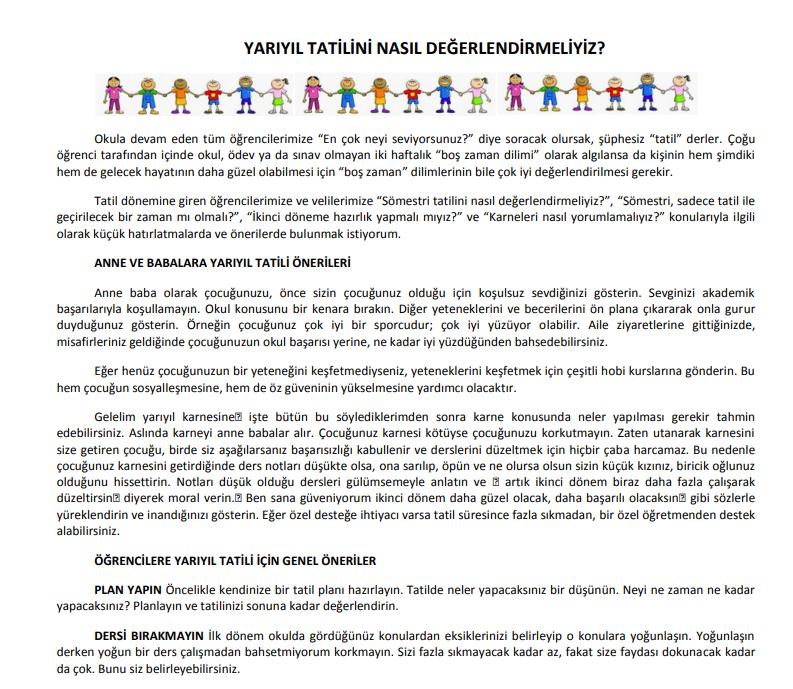 YARIYIL TATİLİNİ NASIL DEĞERLENDİRMELİYİZ?
Okula devam eden tüm öğrencilerimize “En çok neyi seviyorsunuz?” diye soracak olursak, şüphesiz “tatil” derler. Çoğu
öğrenci tarafından içinde okul, ödev ya da sınav olmayan iki haftalık “boş zaman dilimi” olarak algılansa da kişinin hem şimdiki
hem de gelecek hayatının daha güzel olabilmesi için “boş zaman” dilimlerinin bile çok iyi değerlendirilmesi gerekir.
Tatil dönemine giren öğrencilerimize ve velilerimize “Sömestri tatilini nasıl değerlendirmeliyiz?”, “Sömestri, sadece tatil ile
geçirilecek bir zaman mı olmalı?”, “İkinci döneme hazırlık yapmalı mıyız?” ve “Karneleri nasıl yorumlamalıyız?” konularıyla ilgili
olarak küçük hatırlatmalarda ve önerilerde bulunmak istiyorum.
ANNE VE BABALARA YARIYIL TATİLİ ÖNERİLERİ
Anne baba olarak çocuğunuzu, önce sizin çocuğunuz olduğu için koşulsuz sevdiğinizi gösterin. Sevginizi akademik
başarılarıyla koşullamayın. Okul konusunu bir kenara bırakın. Diğer yeteneklerini ve becerilerini ön plana çıkararak onla gurur
duyduğunuz gösterin. Örneğin çocuğunuz çok iyi bir sporcudur; çok iyi yüzüyor olabilir. Aile ziyaretlerine gittiğinizde,
misafirleriniz geldiğinde çocuğunuzun okul başarısı yerine, ne kadar iyi yüzdüğünden bahsedebilirsiniz.
Eğer henüz çocuğunuzun bir yeteneğini keşfetmediyseniz, yeteneklerini keşfetmek için çeşitli hobi kurslarına gönderin. Bu
hem çocuğun sosyalleşmesine, hem de öz güveninin yükselmesine yardımcı olacaktır.
Gelelim yarıyıl karnesine⍰ işte bütün bu söylediklerimden sonra karne konusunda neler yapılması gerekir tahmin
edebilirsiniz. Aslında karneyi anne babalar alır. Çocuğunuz karnesi kötüyse çocuğunuzu korkutmayın. Zaten utanarak karnesini
size getiren çocuğu, birde siz aşağılarsanız başarısızlığı kabullenir ve derslerini düzeltmek için hiçbir çaba harcamaz. Bu nedenle
çocuğunuz karnesini getirdiğinde ders notları düşükte olsa, ona sarılıp, öpün ve ne olursa olsun sizin küçük kızınız, biricik oğlunuz
olduğunu hissettirin. Notları düşük olduğu dersleri gülümsemeyle anlatın ve ⍰ artık ikinci dönem biraz daha fazla çalışarak
düzeltirsin⍰ diyerek moral verin.⍰ Ben sana güveniyorum ikinci dönem daha güzel olacak, daha başarılı olacaksın⍰ gibi sözlerle
yüreklendirin ve inandığınızı gösterin. Eğer özel desteğe ihtiyacı varsa tatil süresince fazla sıkmadan, bir özel öğretmenden destek
alabilirsiniz.
ÖĞRENCİLERE YARIYIL TATİLİ İÇİN GENEL ÖNERİLER
PLAN YAPIN Öncelikle kendinize bir tatil planı hazırlayın. Tatilde neler yapacaksınız bir düşünün. Neyi ne zaman ne kadar
yapacaksınız? Planlayın ve tatilinizi sonuna kadar değerlendirin.
DERSİ BIRAKMAYIN İlk dönem okulda gördüğünüz konulardan eksiklerinizi belirleyip o konulara yoğunlaşın. Yoğunlaşın
derken yoğun bir ders çalışmadan bahsetmiyorum korkmayın. Sizi fazla sıkmayacak kadar az, fakat size faydası dokunacak kadar
da çok. Bunu siz belirleyebilirsiniz.